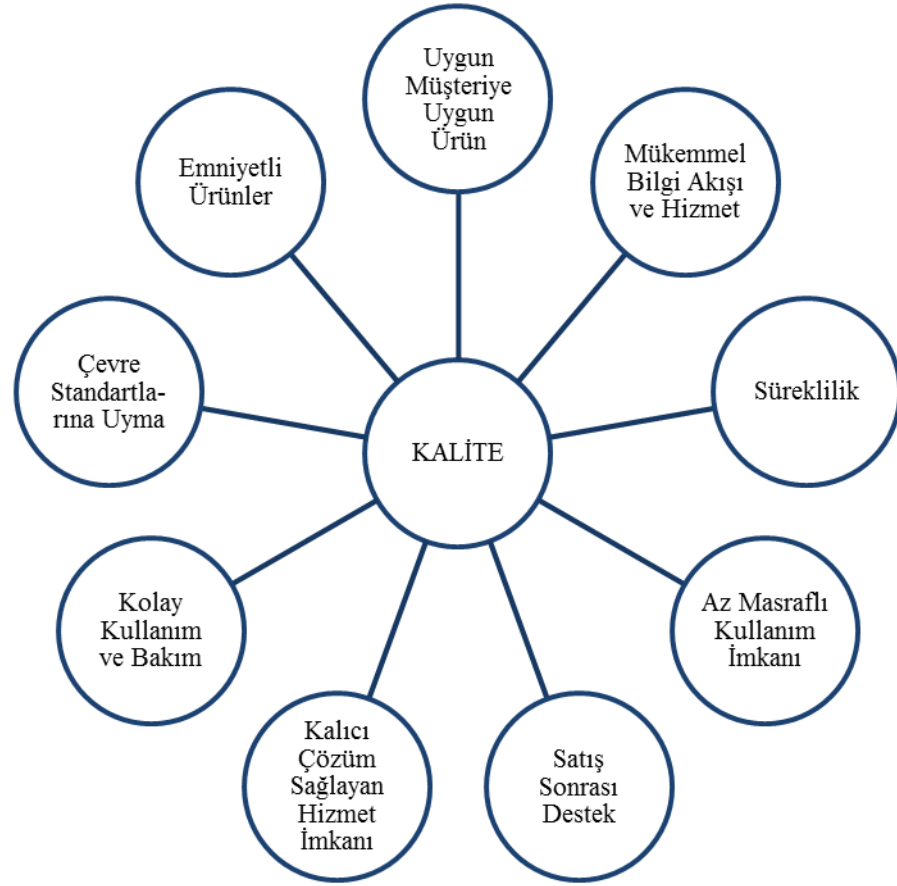 Uygun
Müşteriye
Uygun
Ürün
Mükemmel
Bilgi Akışı
ve Hizmet
Süreklilik
Az Masraflı
Kullanım
İmkanı
Satış
Sonrası
Destek
Kalıcı
Çözüm
Sağlayan
Hizmet
İmkanı
Kolay
Kullanım
ve Bakım
Çevre
Standartla-
rına Uyma
Emniyetli
Ürünler
KALİTE